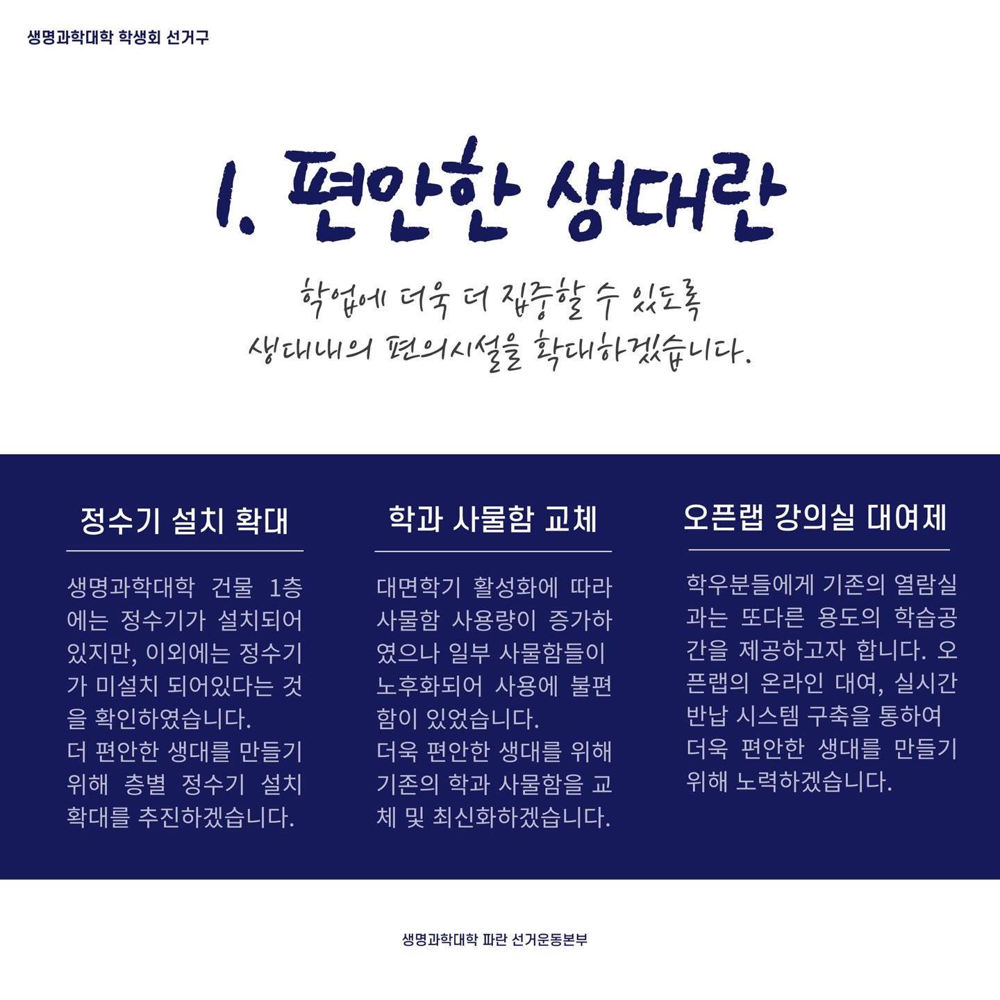 생명과학대학 학생회 선거구
1. 편안한 생대란
학업에 더욱 더 집중할 수 있도록
생대내의 편의시설을 확대하겠습니다.
정수기 설치 확대
생명과학대학 건물 1층
에는 정수기가 설치되어
있지만, 이외에는 정수기
가 미설치 되어있다는 것
을 확인하였습니다.
더 편안한 생대를 만들기
위해 층별 정수기 설치
확대를 추진하겠습니다.
학과 사물함 교체
대면학기 활성화에 따라
사물함 사용량이 증가하
였으나 일부 사물함들이
노후화되어 사용에 불편
함이 있었습니다.
더욱 편안한 생대를 위해
기존의 학과 사물함을 교
체 및 최신화하겠습니다.
오픈랩 강의실 대여제
학우분들에게 기존의 열람실
과는 또다른 용도의 학습공
간을 제공하고자 합니다. 오
픈랩의 온라인 대여, 실시간
반납 시스템 구축을 통하여
더욱 편안한 생대를 만들기
위해 노력하겠습니다.
생명과학대학 파란 선거운동본부